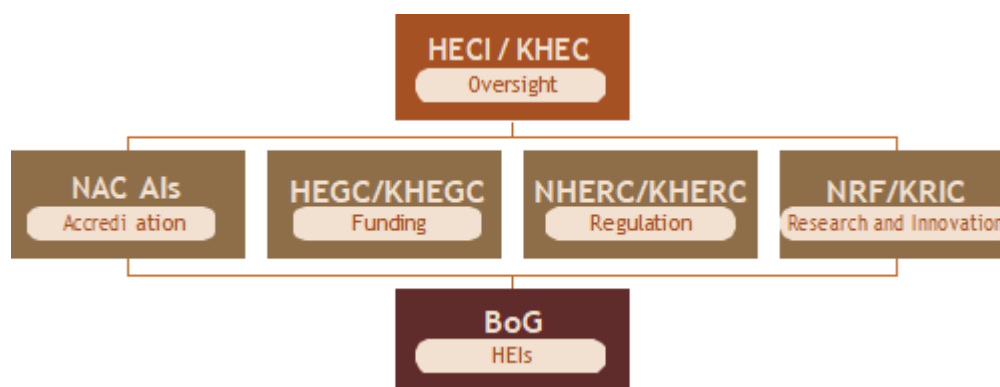 HECI / KHEC
Oversight
NAC AIs
Accredi ation
HEGC/KHEGC
Funding
NHERC/KHERC
Regulation
NRF/KRIC
Research and Innovation
BoG
HEIs